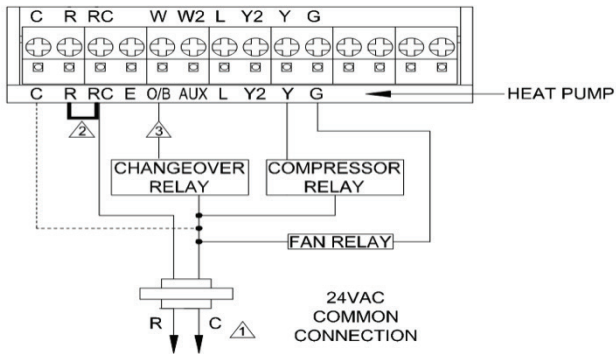 C R RC W W2 L Y2 Y G
C R RC E O/B AUX L Y2 Y G
HEAT PUMP
2
3
CHANGEOVER
RELAY
COMPRESSOR
RELAY
FAN RELAY
R C 1
24VAC
COMMON
CONNECTION